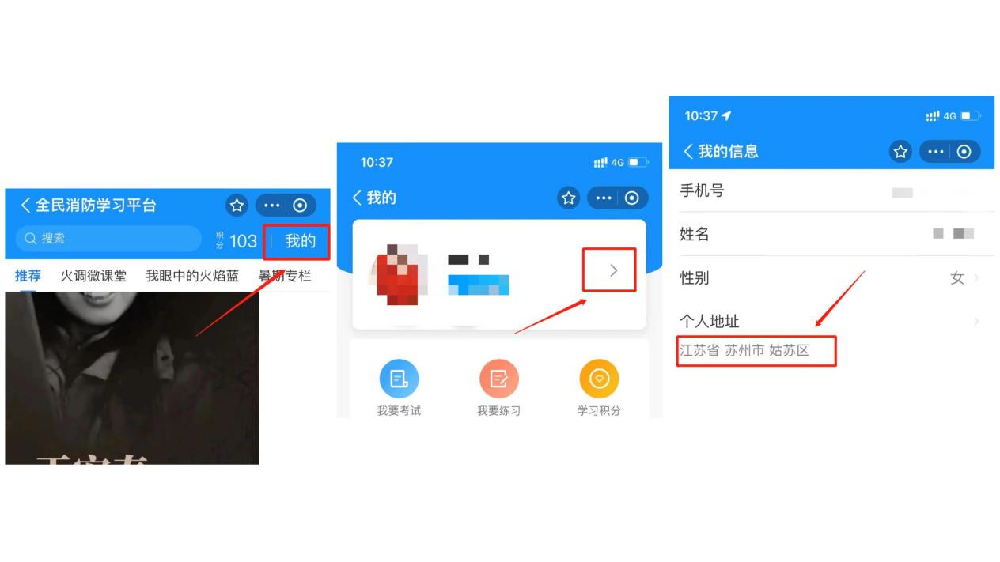 全民消防学习平台
搜索
积分 103 我的
推荐 火调微课堂 我眼中的火焰蓝 暑期专栏
10:37 4G
我的
我要考试 我要练习 学习积分
10:37 4G
我的信息
手机号
姓名
性别 女
个人地址
江苏省 苏州市 姑苏区